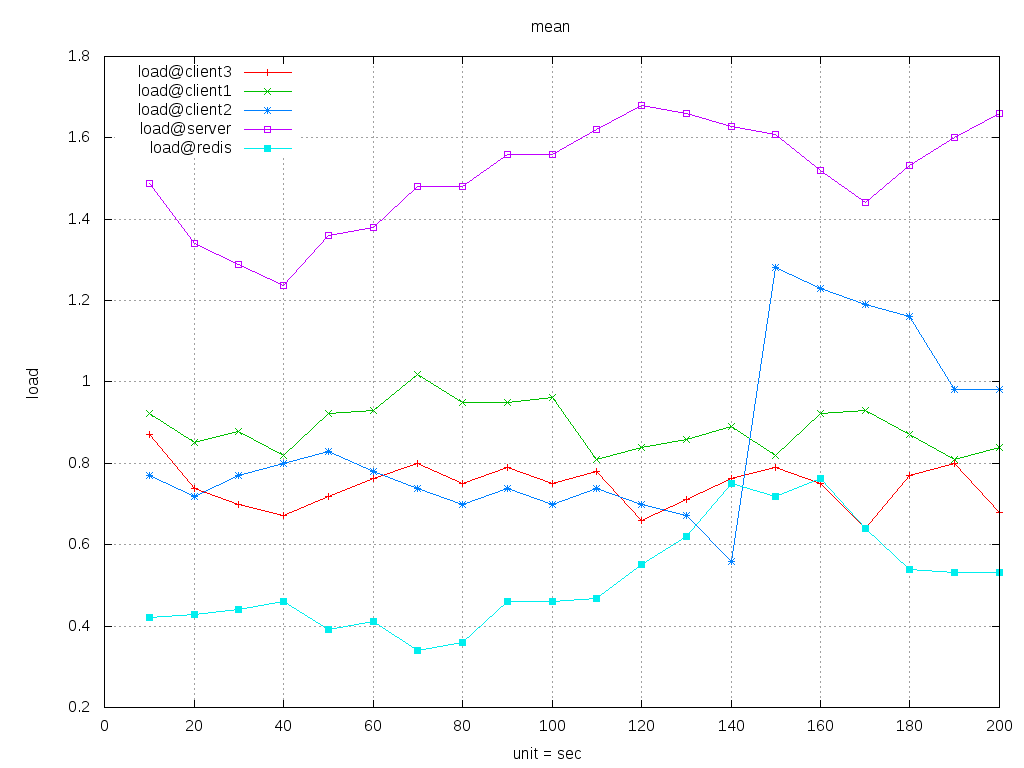 mean
1.8
1.6
1.4
1.2
1
0.8
0.6
0.4
0.2
load
load@client3
load@client1
load@client2
load@server
load@redis
0 20 40 60 80 100 120 140 160 180 200
unit = sec